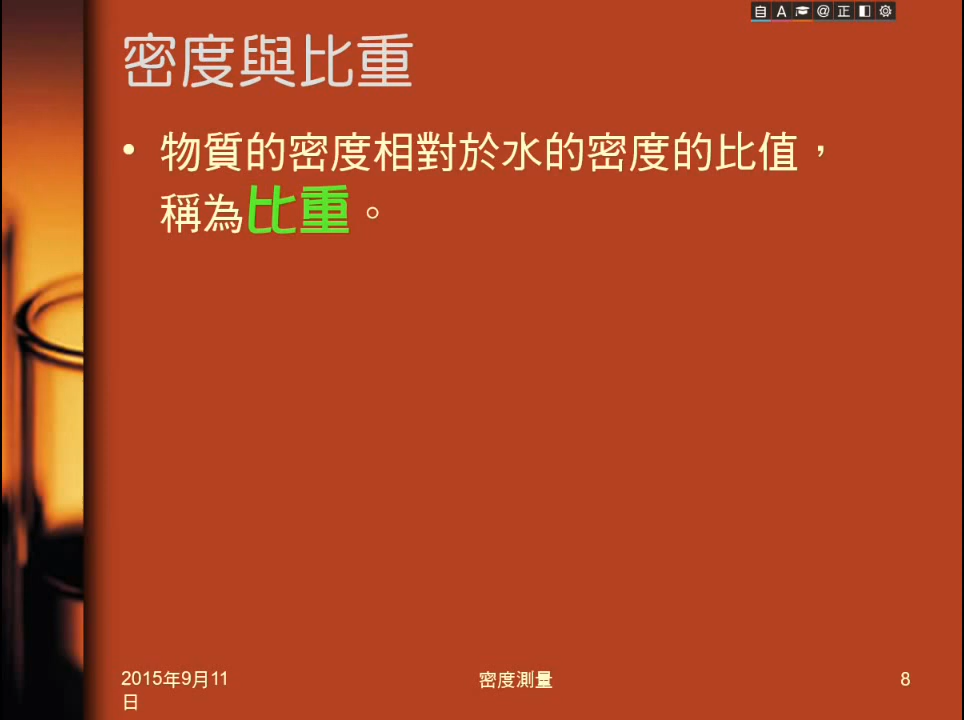 自 A @ 正
密度與比重
• 物質的密度相對於水的密度的比值，
稱為比重。
2015年9月11
日
密度測量
8